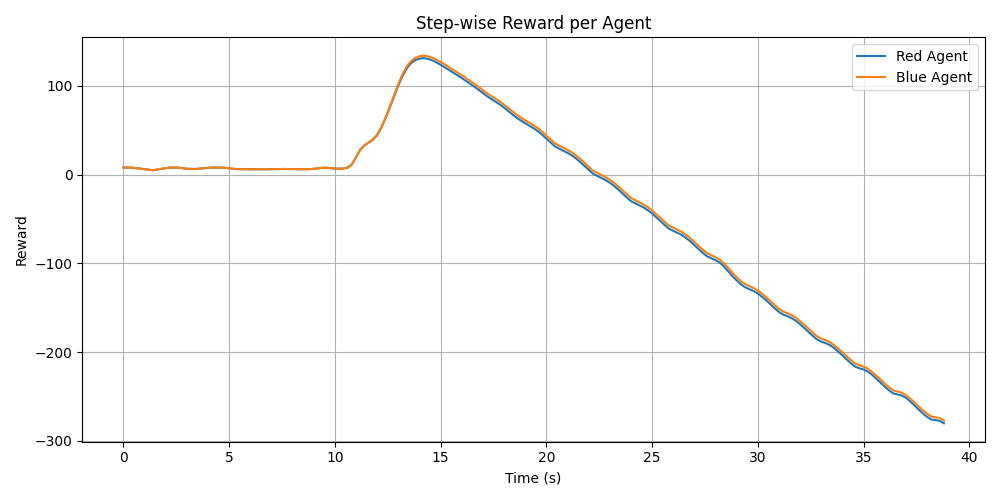 Step-wise Reward per Agent
Red Agent
Blue Agent
100
0
−100
−200
−300
Reward
0 5 10 15 20 25 30 35 40
Time (s)